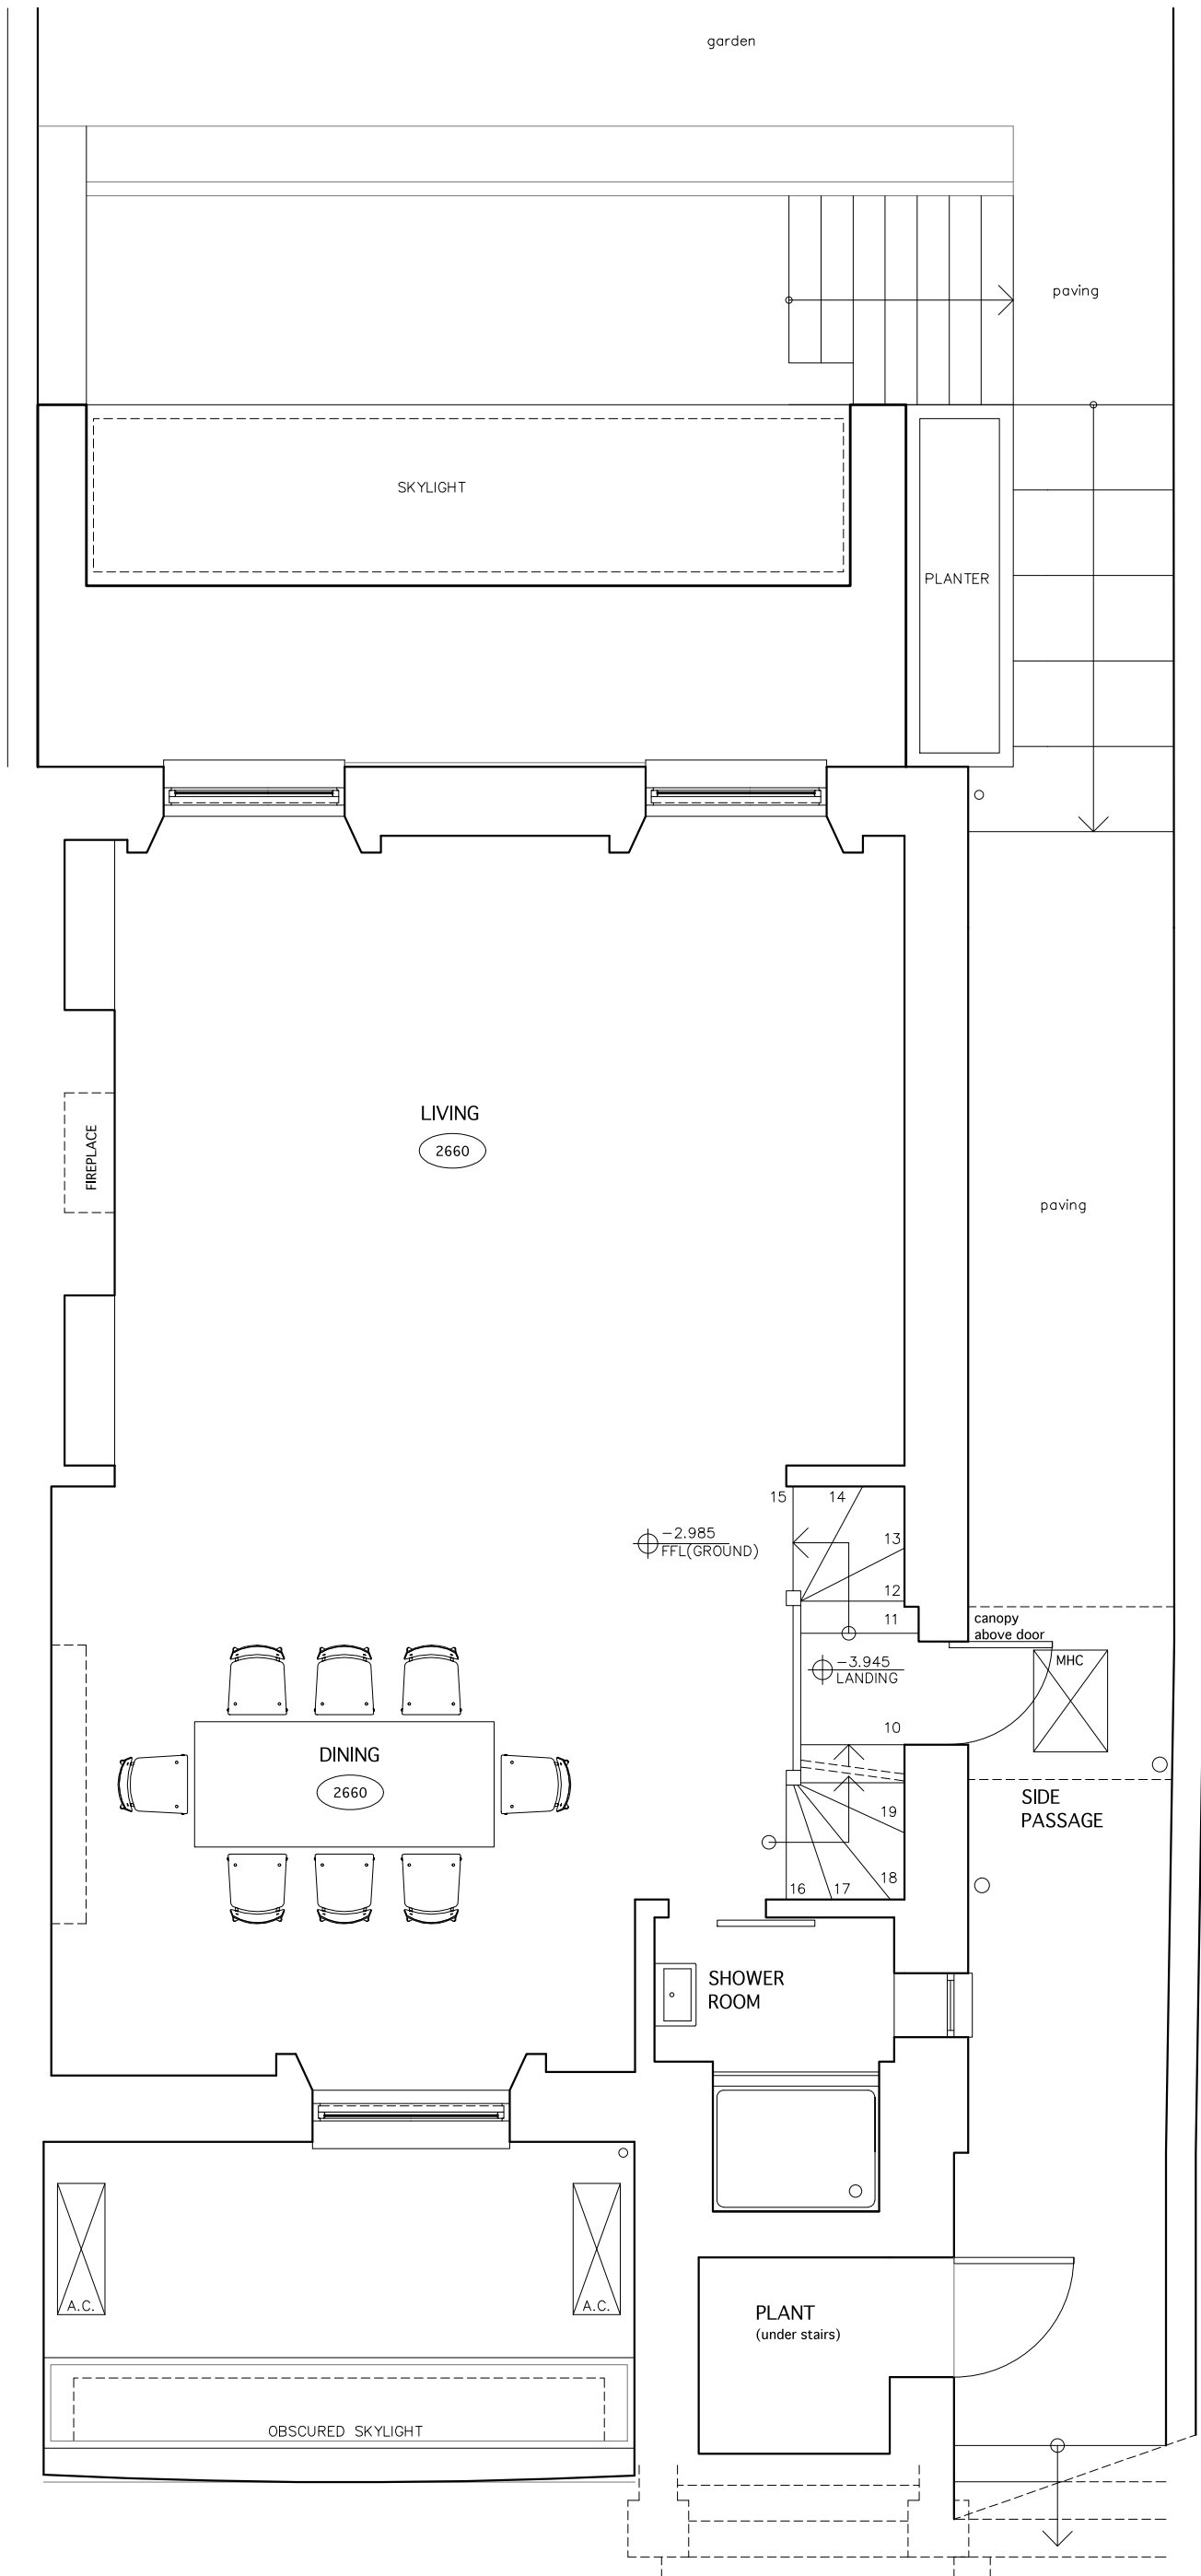 garden
paving
SKYLIGHT
PLANTER
LIVING
2660
FIREPLACE
paving
15
14
-2.985
FFL(GROUND)
13
12
11
canopy
above door
-3.945
LANDING
MHC
10
DINING
2660
SIDE
PASSAGE
19
18
16
17
SHOWER
ROOM
A.C.
A.C.
PLANT
(under stairs)
OBSCURED SKYLIGHT